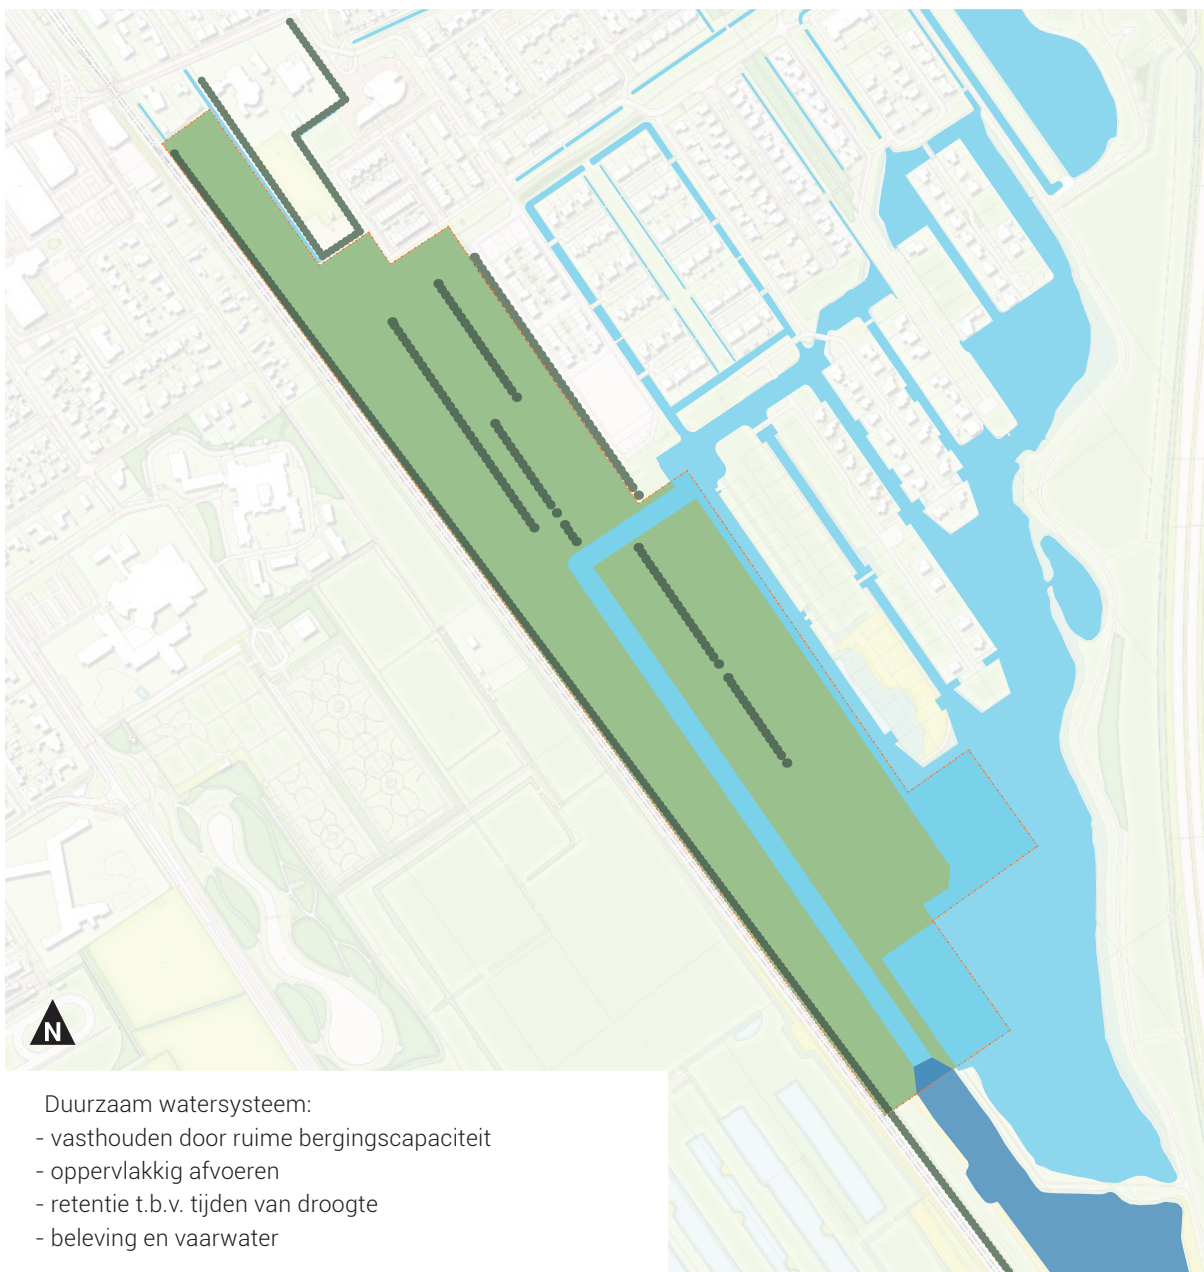 N
Duurzaam watersysteem:
- vasthouden door ruime bergingscapaciteit
- oppervlakkig afvoeren
- retentie t.b.v. tijden van droogte
- beleving en vaarwater